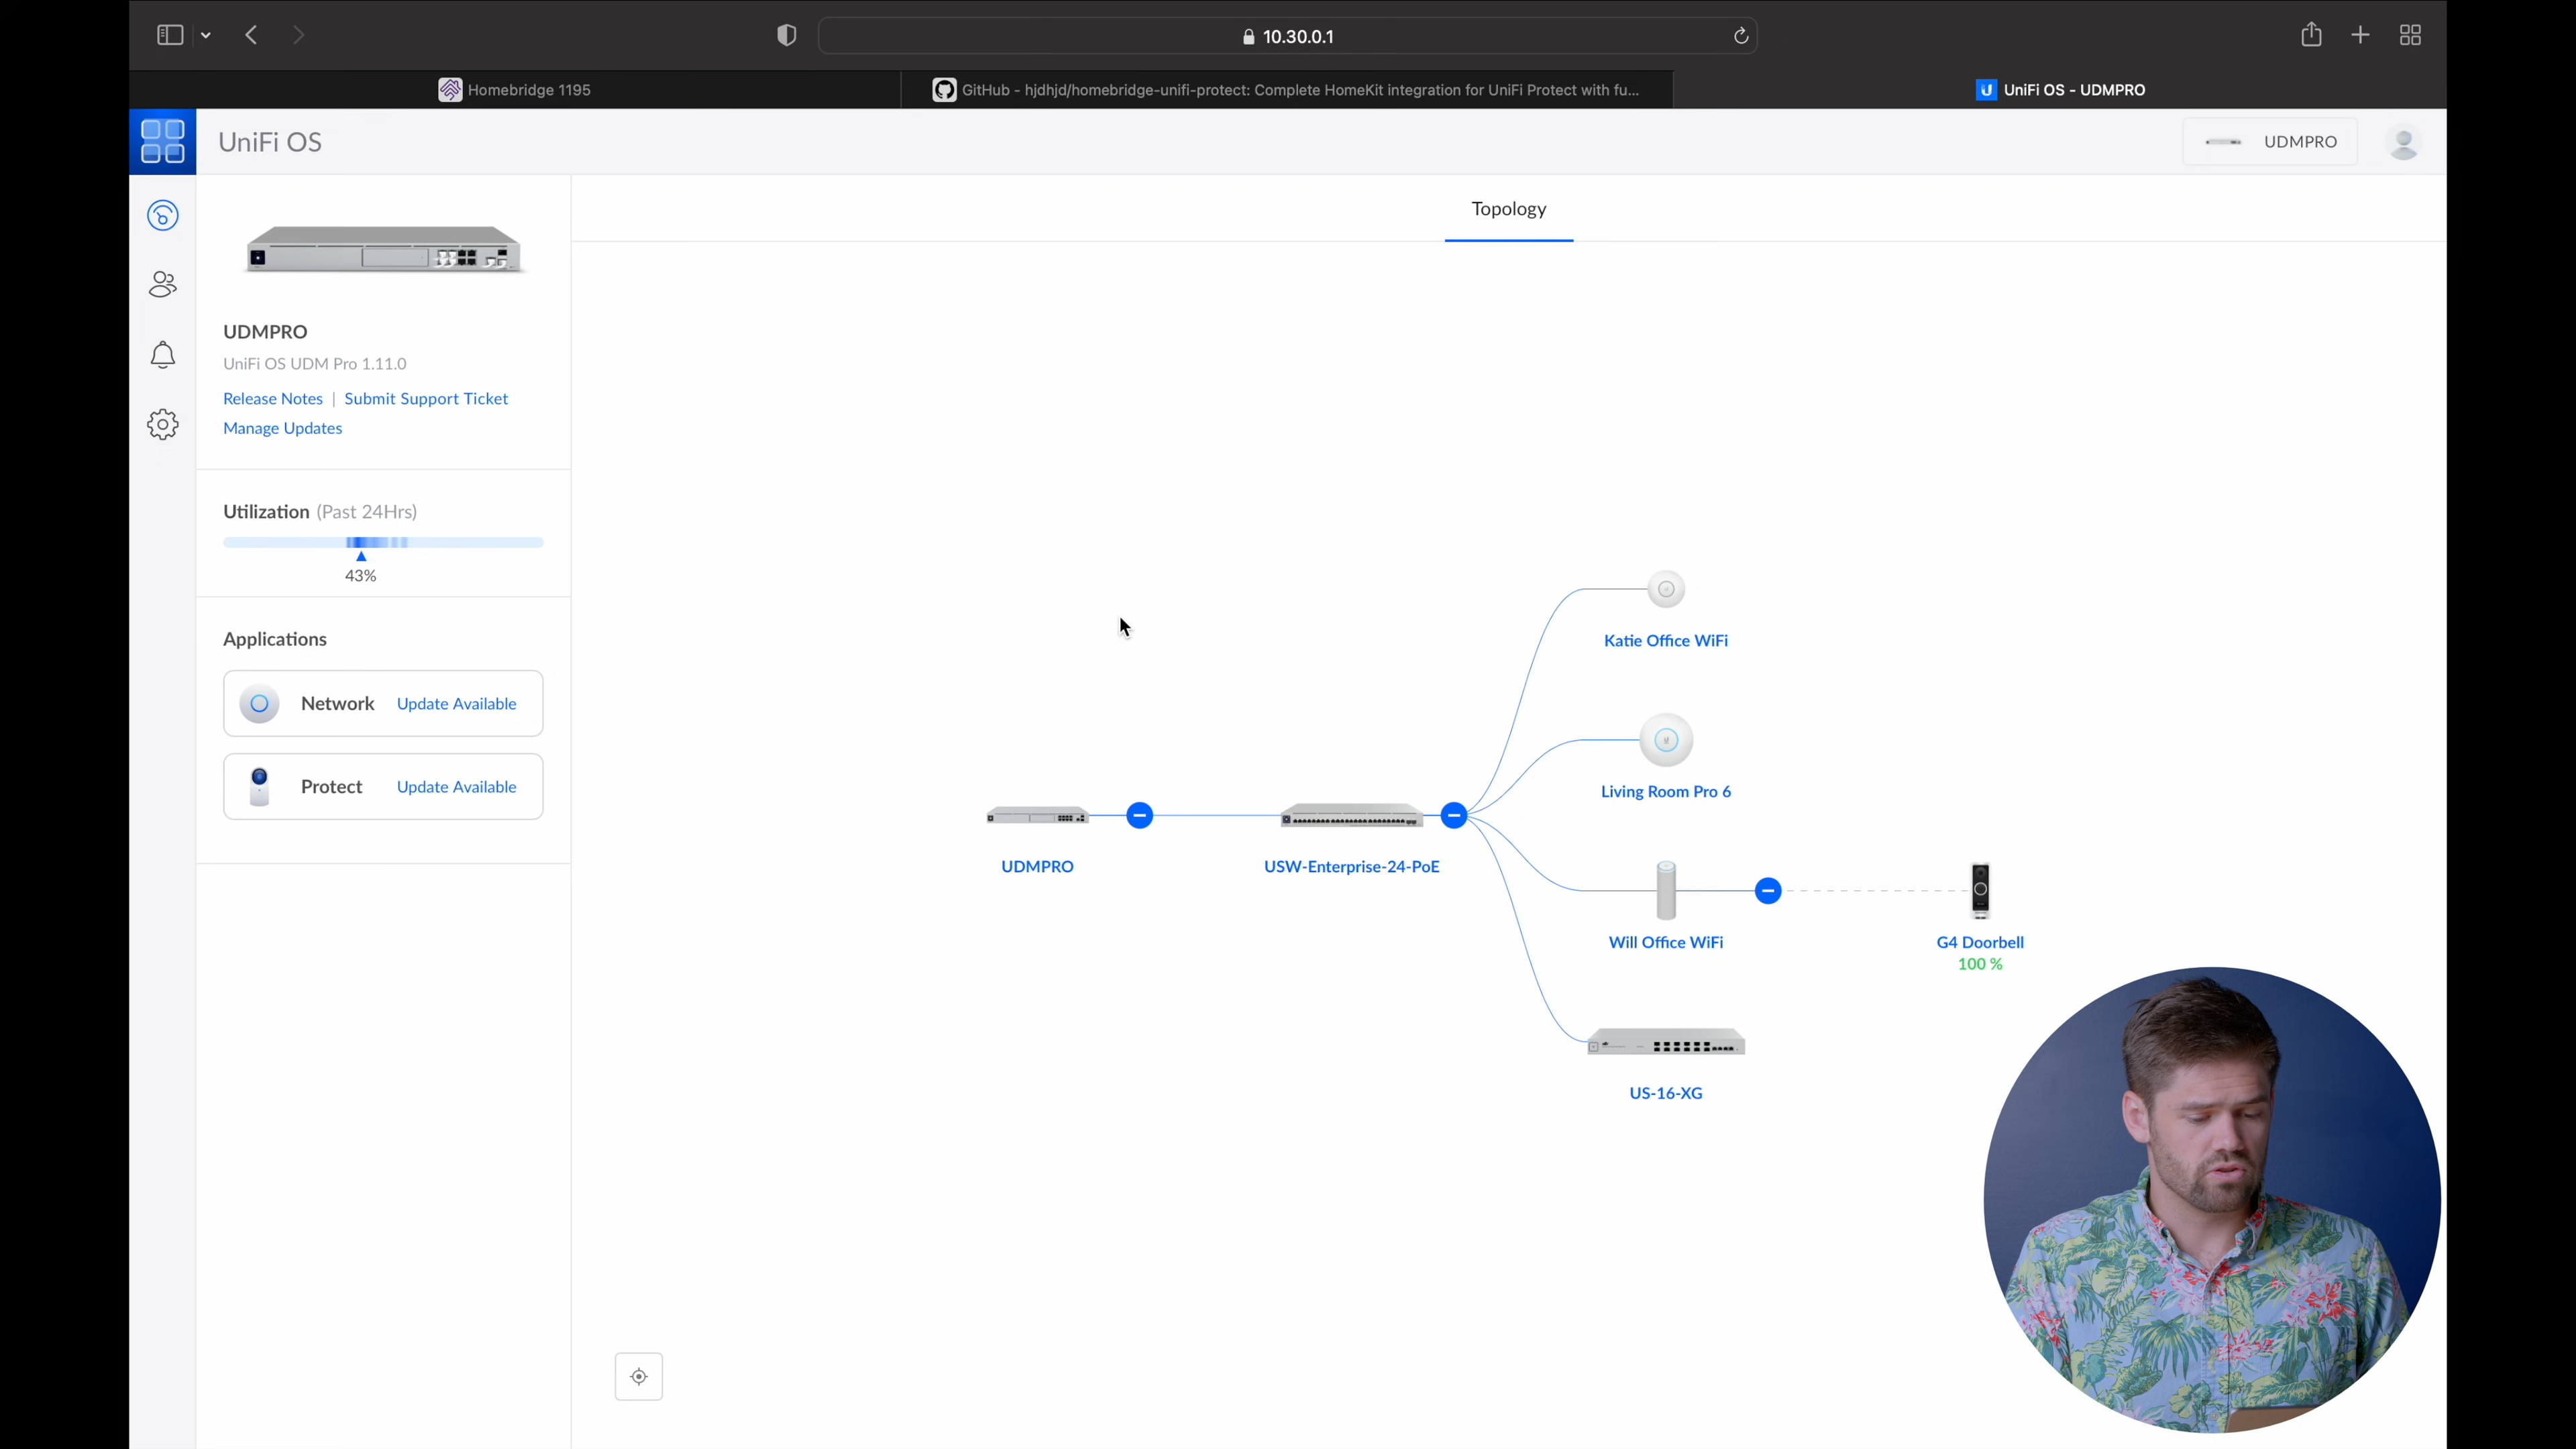 10.30.0.1
Homebridge 1195
GitHub - hjdhjd/homebridge-unifi-protect: Complete HomeKit integration for UniFi Protect with fu...
UniFi OS - UDMPRO
UniFi OS
UDMPRO
Topology
UDMPRO
UniFi OS UDM Pro 1.11.0
Release Notes | Submit Support Ticket
Manage Updates
Utilization (Past 24Hrs)
43%
Applications
Network Update Available
Protect Update Available
Katie Office WiFi
Living Room Pro 6
UDMPRO
USW-Enterprise-24-PoE
Will Office WiFi
G4 Doorbell
100 %
US-16-XG